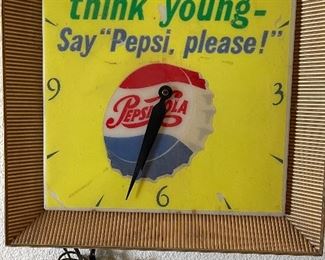 think young-
Say "Pepsi, please!"
9
3
PEPSI-COLA
6